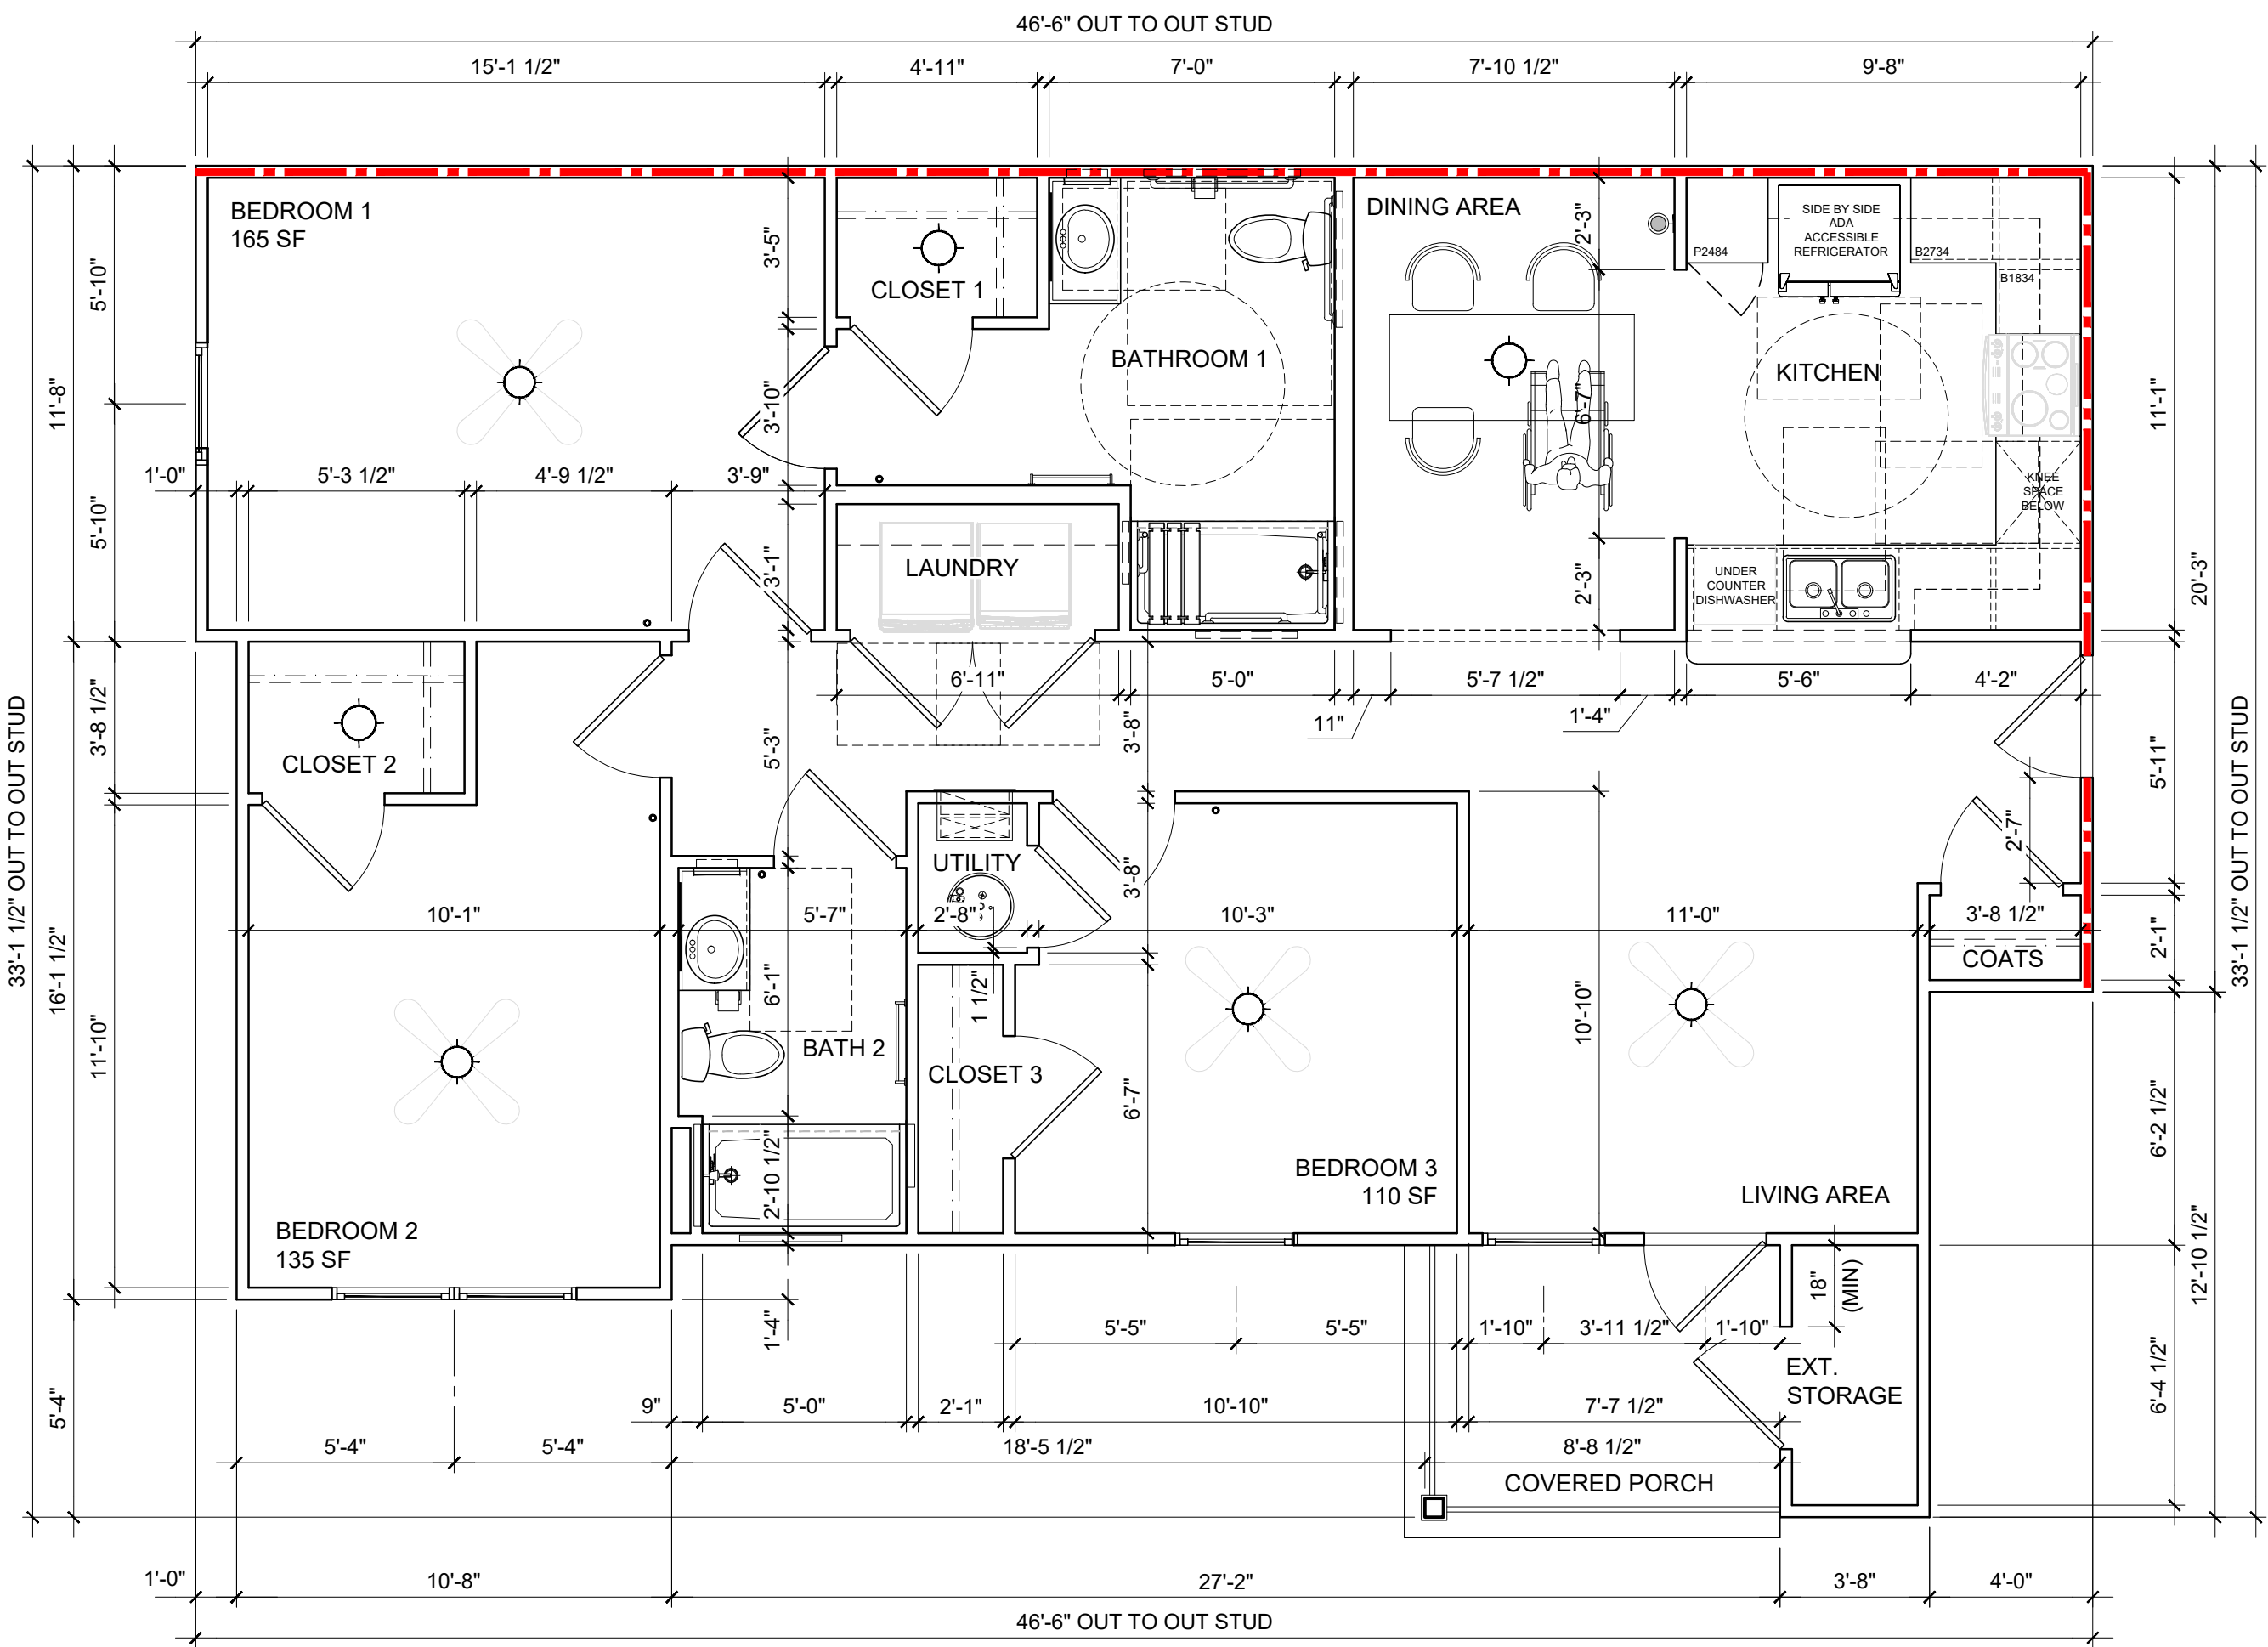 46'-6" OUT TO OUT STUD
15'-1 1/2"
4'-11"
7'-0"
7'-10 1/2"
9'-8"
BEDROOM 1
165 SF
CLOSET 1
BATHROOM 1
DINING AREA
P2484
SIDE BY SIDE
ADA
ACCESSIBLE
REFRIGERATOR
B2734
B1834
KITCHEN
KNEE
SPACE
BELOW
UNDER
COUNTER
DISHWASHER
LAUNDRY
5'-10"
5'-10"
11'-8"
3'-5"
3'-10"
3'-1"
2'-3"
6'-7"
2'-3"
11'-1"
20'-3"
1'-0"
5'-3 1/2"
4'-9 1/2"
3'-9"
6'-11"
5'-0"
11"
5'-7 1/2"
1'-4"
5'-6"
4'-2"
33'-1 1/2" OUT TO OUT STUD
16'-1 1/2"
3'-8 1/2"
11'-10"
5'-4"
CLOSET 2
5'-3"
3'-8"
5'-11"
33'-1 1/2" OUT TO OUT STUD
2'-7"
UTILITY
3'-8"
10'-1"
5'-7"
2'-8"
10'-3"
11'-0"
3'-8 1/2"
COATS
2'-1"
6'-1"
1 1/2"
10'-10"
BATH 2
CLOSET 3
6'-7"
6'-2 1/2"
2'-10 1/2"
BEDROOM 3
110 SF
LIVING AREA
BEDROOM 2
135 SF
12'-10 1/2"
18"
(MIN)
1'-4"
5'-5"
5'-5"
1'-10"
3'-11 1/2"
1'-10"
EXT.
STORAGE
6'-4 1/2"
9"
5'-0"
2'-1"
10'-10"
7'-7 1/2"
5'-4"
5'-4"
18'-5 1/2"
8'-8 1/2"
COVERED PORCH
1'-0"
10'-8"
27'-2"
3'-8"
4'-0"
46'-6" OUT TO OUT STUD